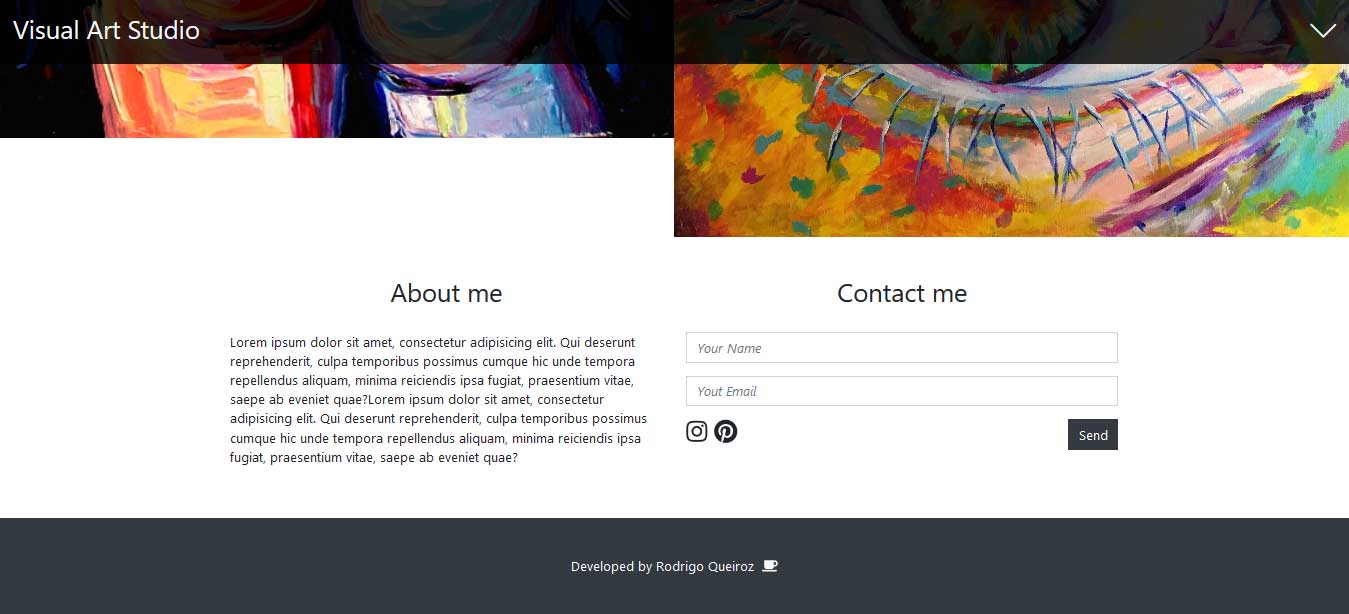 Visual Art Studio
About me
Lorem ipsum dolor sit amet, consectetur adipisicing elit. Qui deserunt
reprehenderit, culpa temporibus possimus cumque hic unde tempora
repellendus aliquam, minima reiciendis ipsa fugiat, praesentium vitae,
saepe ab eveniet quae?Lorem ipsum dolor sit amet, consectetur
adipisicing elit. Qui deserunt reprehenderit, culpa temporibus possimus
cumque hic unde tempora repellendus aliquam, minima reiciendis ipsa
fugiat, praesentium vitae, saepe ab eveniet quae?
Contact me
Your Name
Yout Email
Send
Developed by Rodrigo Queiroz